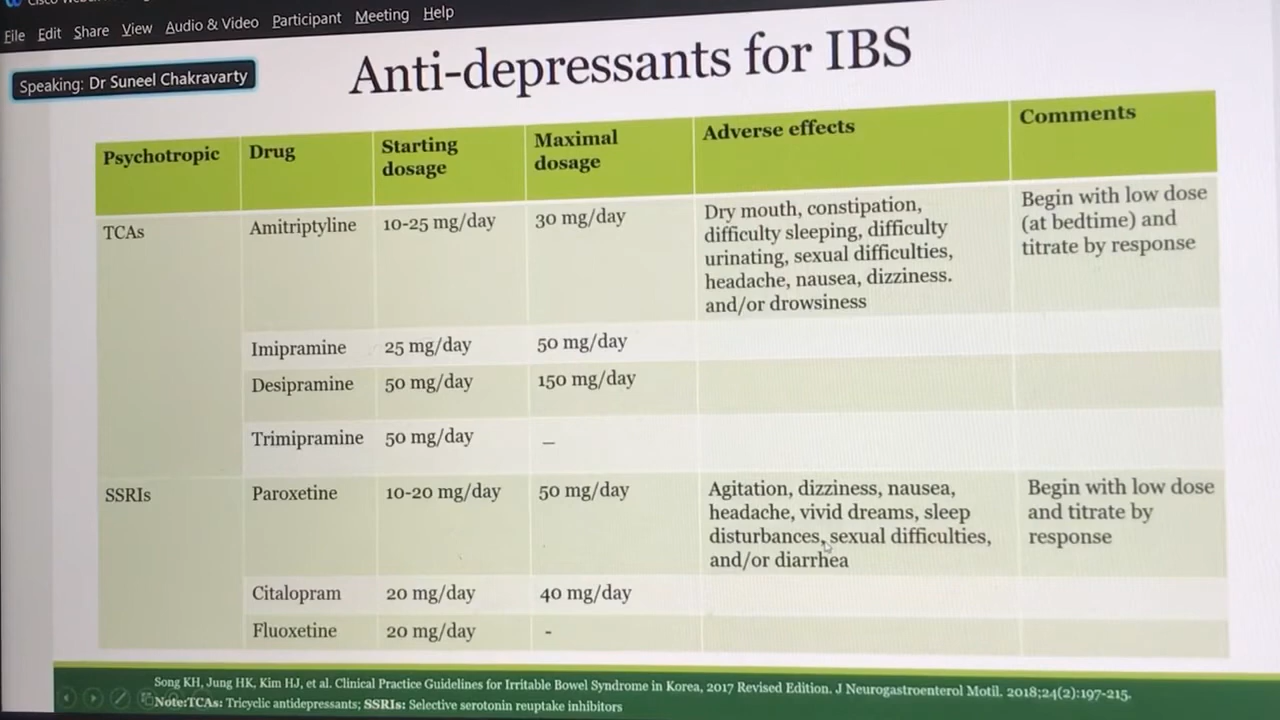 File Edit Share View Audio & Video Participant Meeting Help
Speaking: Dr Suneel Chakravarty
Anti-depressants for IBS
Psychotropic
Drug
Starting
dosage
Maximal
dosage
Adverse effects
Comments
TCAs
Amitriptyline
10-25 mg/day
30 mg/day
Dry mouth, constipation,
difficulty sleeping, difficulty
urinating, sexual difficulties,
headache, nausea, dizziness.
and/or drowsiness
Begin with low dose
(at bedtime) and
titrate by response
Imipramine
25 mg/day
50 mg/day
Desipramine
50 mg/day
150 mg/day
Trimipramine
50 mg/day
–
SSRIs
Paroxetine
10-20 mg/day
50 mg/day
Agitation, dizziness, nausea,
headache, vivid dreams, sleep
disturbances, sexual difficulties,
and/or diarrhea
Begin with low dose
and titrate by
response
Citalopram
20 mg/day
40 mg/day
Fluoxetine
20 mg/day
-
Song KH, Jung HK, Kim HJ, et al. Clinical Practice Guidelines for Irritable Bowel Syndrome in Korea, 2017 Revised Edition. J Neurogastroenterol Motil. 2018;24(2):197-215.
Note:TCAs: Tricyclic antidepressants; SSRIs: Selective serotonin reuptake inhibitors